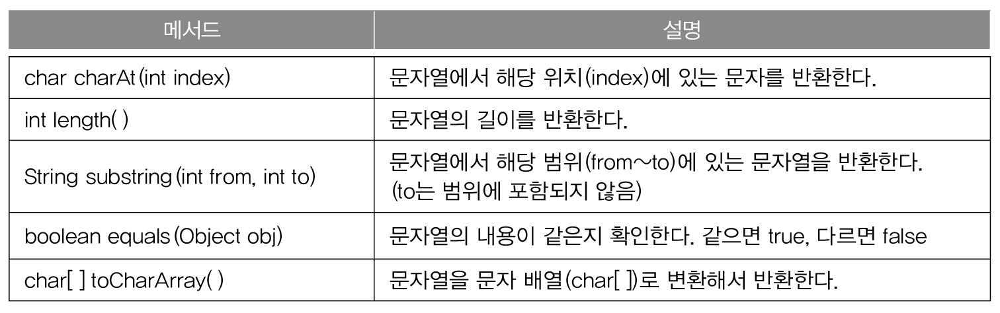 메서드 설명
char charAt(int index) 문자열에서 해당 위치(index)에 있는 문자를 반환한다.
int length( ) 문자열의 길이를 반환한다.
String substring(int from, int to) 문자열에서 해당 범위(from~to)에 있는 문자열을 반환한다.
(to는 범위에 포함되지 않음)
boolean equals(Object obj) 문자열의 내용이 같은지 확인한다. 같으면 true, 다르면 false
char[ ] toCharArray( ) 문자열을 문자 배열(char[ ])로 변환해서 반환한다.